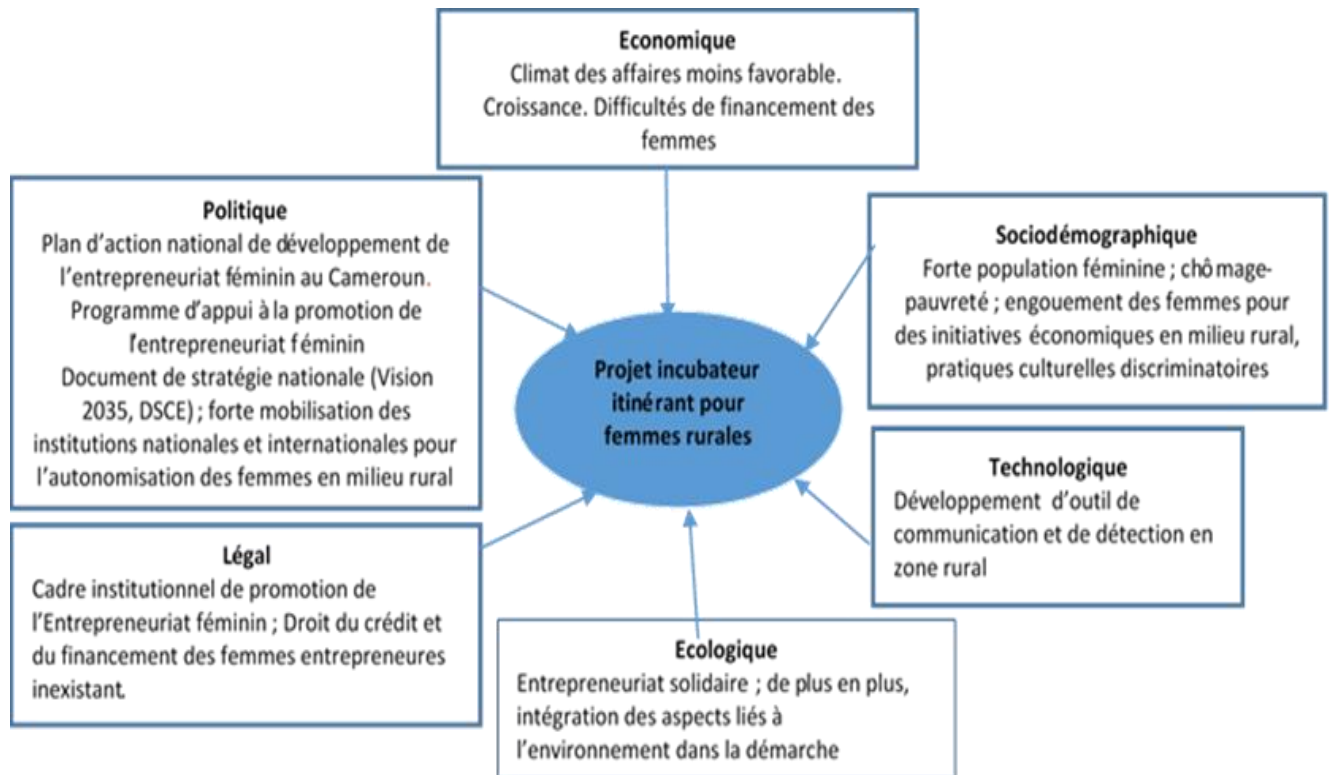 Economique
Climat des affaires moins favorable.
Croissance. Difficultés de financement des
femmes
Politique
Plan d'action national de développement de
l'entrepreneuriat féminin au Cameroun.
Programme d'appui à la promotion de
l'entrepreneuriat féminin
Document de stratégie nationale (Vision
2035, DSCE) ; forte mobilisation des
institutions nationales et internationales pour
l'autonomisation des femmes en milieu rural
Sociodémographique
Forte population féminine ; chômage-
pauvreté ; engouement des femmes pour
des initiatives économiques en milieu rural,
pratiques culturelles discriminatoires
Projet incubateur
itinérant pour
femmes rurales
Technologique
Développement d'outil de
communication et de détection en
zone rural
Légal
Cadre institutionnel de promotion de
l'Entrepreneuriat féminin ; Droit du crédit et
du financement des femmes entrepreneures
inexistant.
Ecologique
Entrepreneuriat solidaire ; de plus en plus,
intégration des aspects liés à
l'environnement dans la démarche